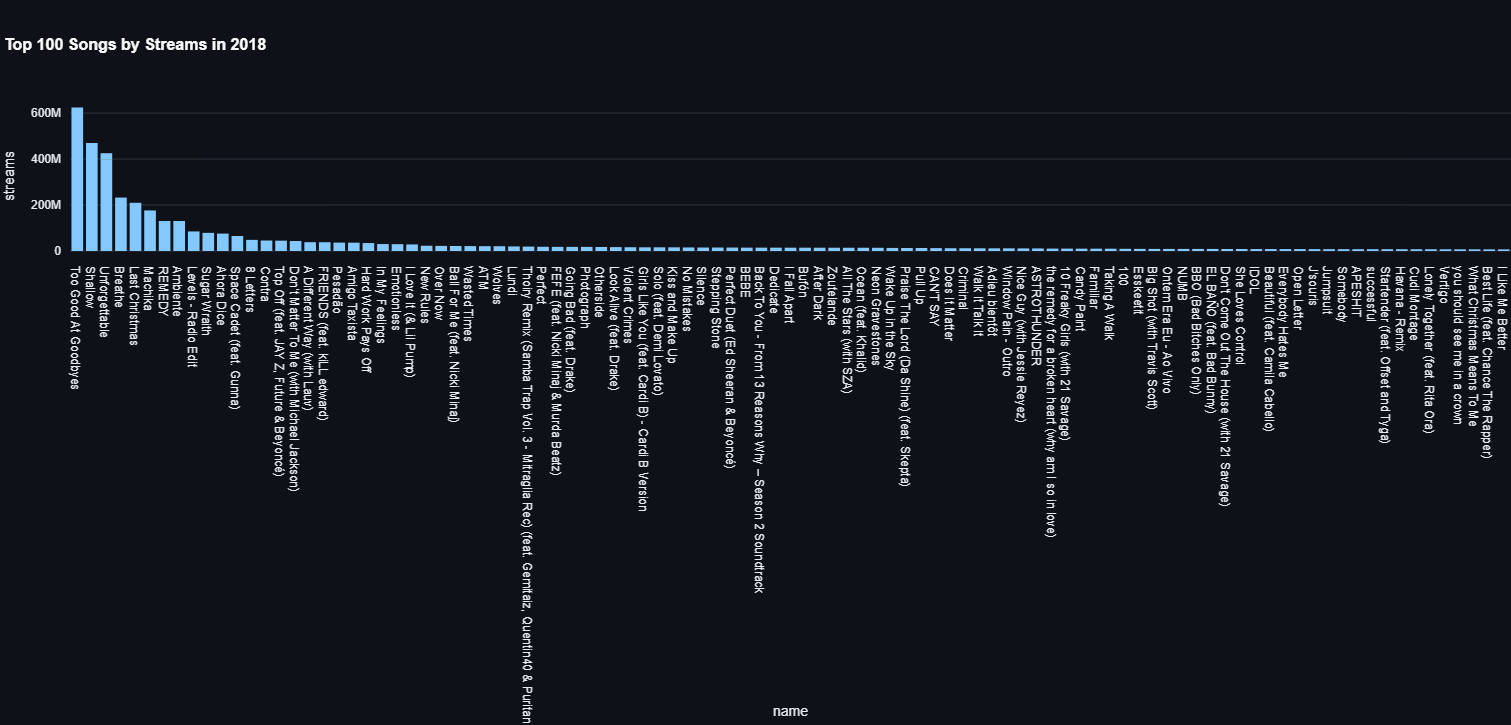 Top 100 Songs by Streams in 2018
streams
600M
400M
200M
0
Too Good At Goodbyes
Shallow
Unforgettable
Breathe
Last Christmas
Machika
REMEDY
Ambiente
Levels - Radio Edit
Sugar Wraith
Ahora Dice
Space Cadet (feat. Gunna)
8 Letters
Contra
Top Off (feat. JAY Z, Future & Beyoncé)
Don't Matter To Me (with Michael Jackson)
A Different Way (with Lauv)
FRIENDS (feat. kiLL edward)
Pesadão
Amigo Taxista
Hard Work Pays Off
In My Feelings
Emotionless
I Love It (& Lil Pump)
New Rules
Over Now
Ball For Me (feat. Nicki Minaj)
Wasted Times
ATM
Wolves
Lundi
Thoiry Remix (Samba Trap Vol. 3 - Mitraglia Rec) (feat. Gemitaiz, Quentin40 & Puritan
Perfect
FEFE (feat. Nicki Minaj & Murda Beatz)
Going Bad (feat. Drake)
Photograph
Otherside
Look Alive (feat. Drake)
Violent Crimes
Girls Like You (feat. Cardi B) - Cardi B Version
Solo (feat. Demi Lovato)
Kiss and Make Up
No Mistakes
Silence
Stepping Stone
Perfect Duet (Ed Sheeran & Beyoncé)
BEBE
Back To You - From 13 Reasons Why – Season 2 Soundtrack
Dedicate
I Fall Apart
Bufón
After Dark
Zoutelande
All The Stars (with SZA)
Ocean (feat. Khalid)
Neon Gravestones
Wake Up in the Sky
Praise The Lord (Da Shine) (feat. Skepta)
Pull Up
CAN'T SAY
Does It Matter
Criminal
Walk It Talk It
Adieu bientôt
Window Pain - Outro
Nice Guy (with Jessie Reyez)
ASTROTHUNDER
the remedy for a broken heart (why am I so in love)
10 Freaky Girls (with 21 Savage)
Candy Paint
Familiar
Taking A Walk
100
Esskeetit
Big Shot (with Travis Scott)
Ontem Era Eu - Ao Vivo
NUMB
BBO (Bad Bitches Only)
EL BAÑO (feat. Bad Bunny)
Don't Come Out The House (with 21 Savage)
She Loves Control
IDOL
Beautiful (feat. Camila Cabello)
Everybody Hates Me
Open Letter
J'souris
Jumpsuit
Somebody
APESHIT
successful
Starlender (feat. Offset and Tyga)
Havana - Remix
Cudi Montage
Lonely Together (feat. Rita Ora)
Vertigo
you should see me in a crown
What Christmas Means To Me
Best Life (feat. Chance The Rapper)
I Like Me Better
name